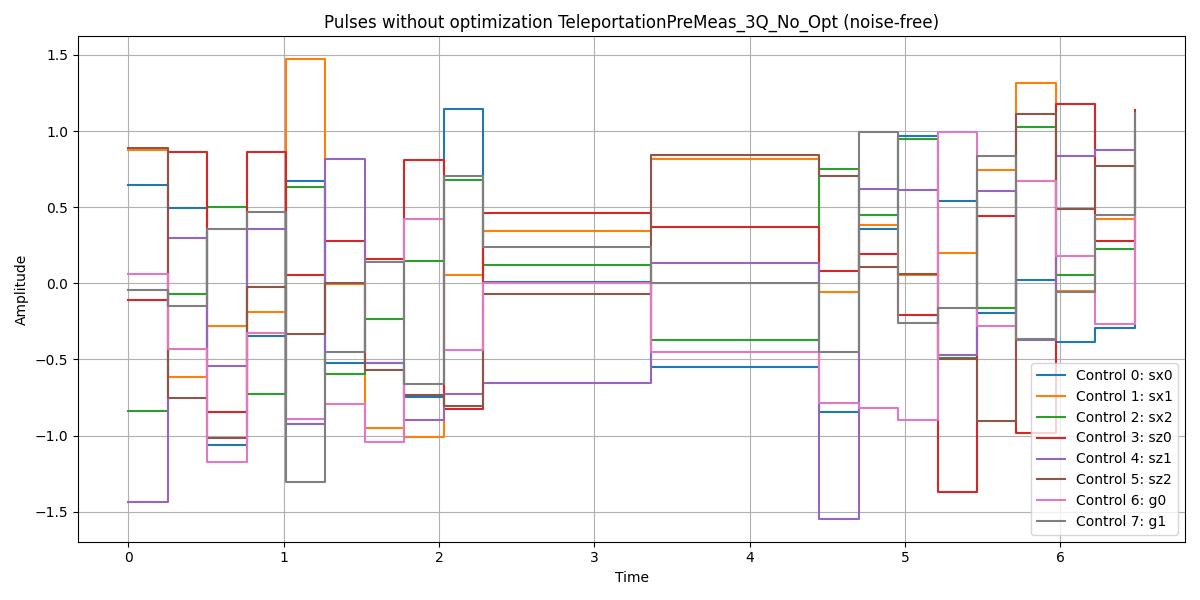 Pulses without optimization TeleportationPreMeas_3Q_No_Opt (noise-free)
1.5
1.0
0.5
0.0
−0.5
−1.0
−1.5
Amplitude
0 1 2 3 4 5 6
Time
Control 0: sx0
Control 1: sx1
Control 2: sx2
Control 3: sz0
Control 4: sz1
Control 5: sz2
Control 6: g0
Control 7: g1